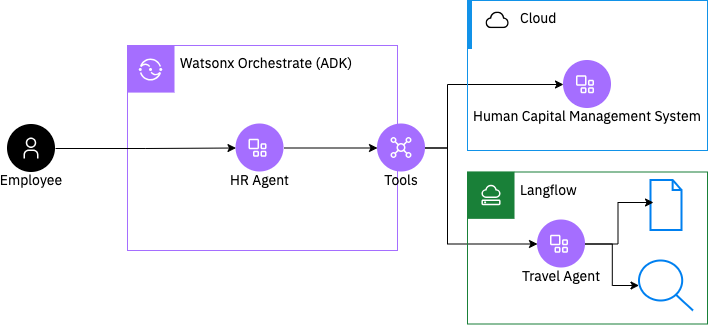 Cloud
Watsonx Orchestrate (ADK)
Human Capital Management System
Employee
HR Agent
Tools
Langflow
Travel Agent